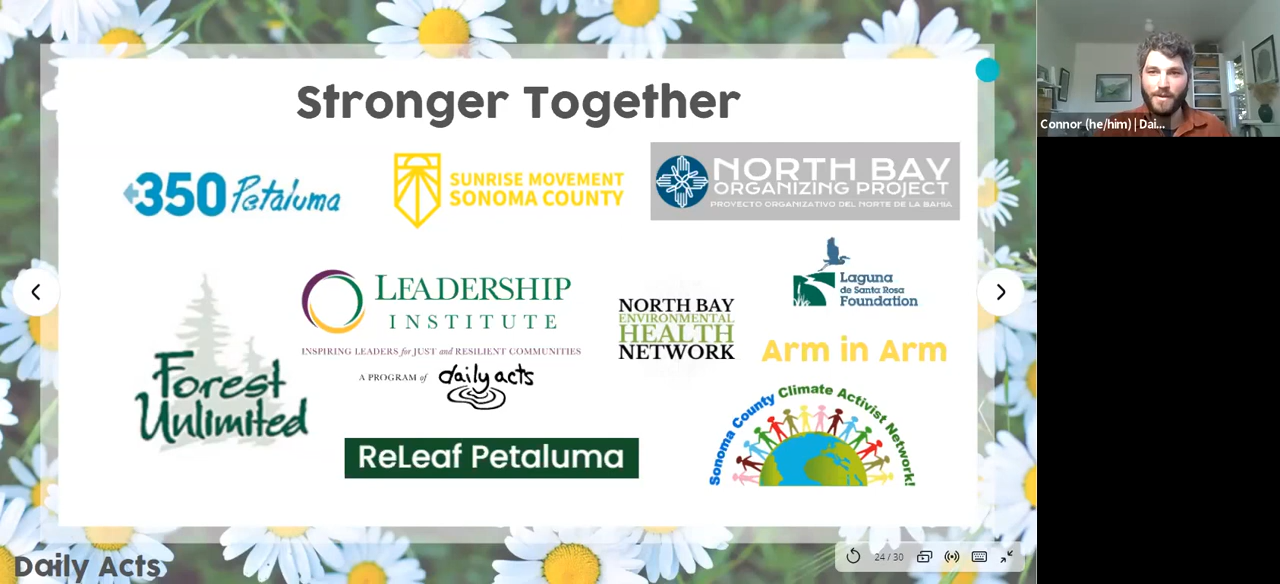 Stronger Together
350 Petaluma
SUNRISE MOVEMENT
SONOMA COUNTY
NORTH BAY
ORGANIZING PROJECT
PROYECTO ORGANIZATIVO DEL NORTE DE LA BAHIA
Forest
Unlimited
LEADERSHIP
INSTITUTE
INSPIRING LEADERS for JUST and RESILIENT COMMUNITIES
A PROGRAM of daily acts
NORTH BAY
ENVIRONMENTAL
HEALTH
NETWORK
Laguna
de Santa Rosa
Foundation
Arm in Arm
ReLeaf Petaluma
Sonoma County Climate Activist Network!
Daily Acts
24 / 30
Connor (he/him) | Dai...